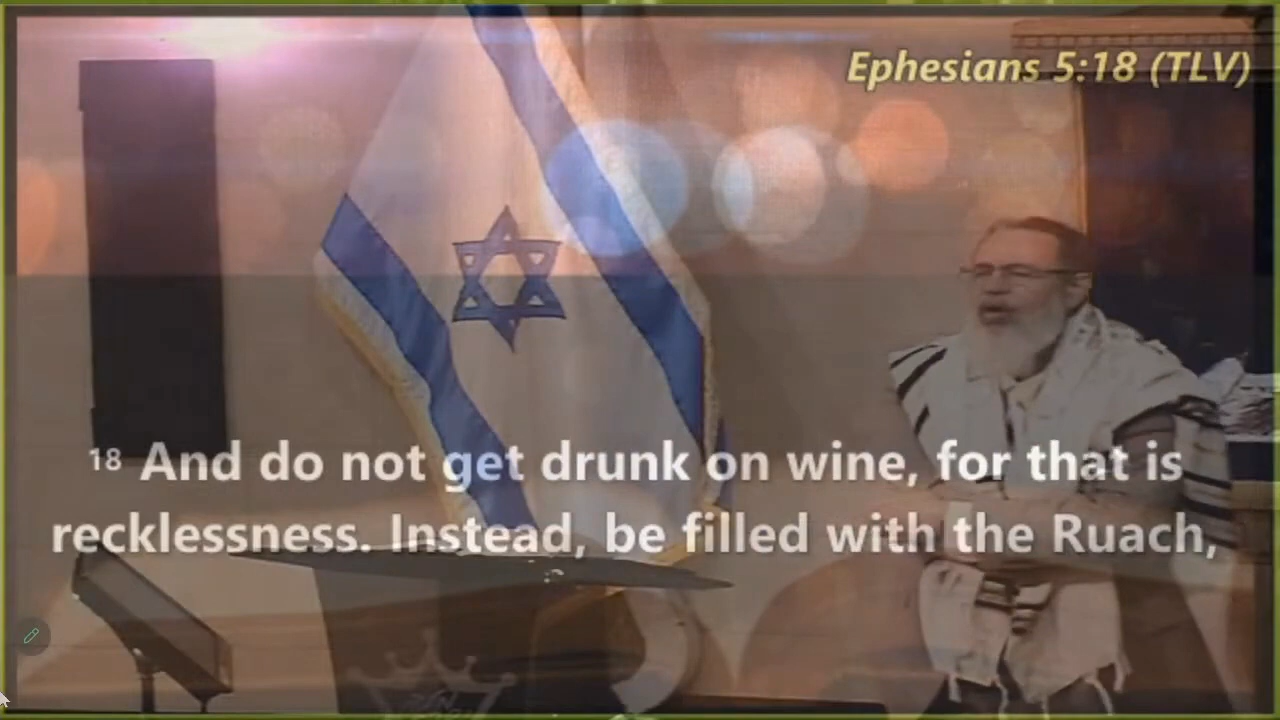 Ephesians 5:18 (TLV)
18 And do not get drunk on wine, for that is
recklessness. Instead, be filled with the Ruach,